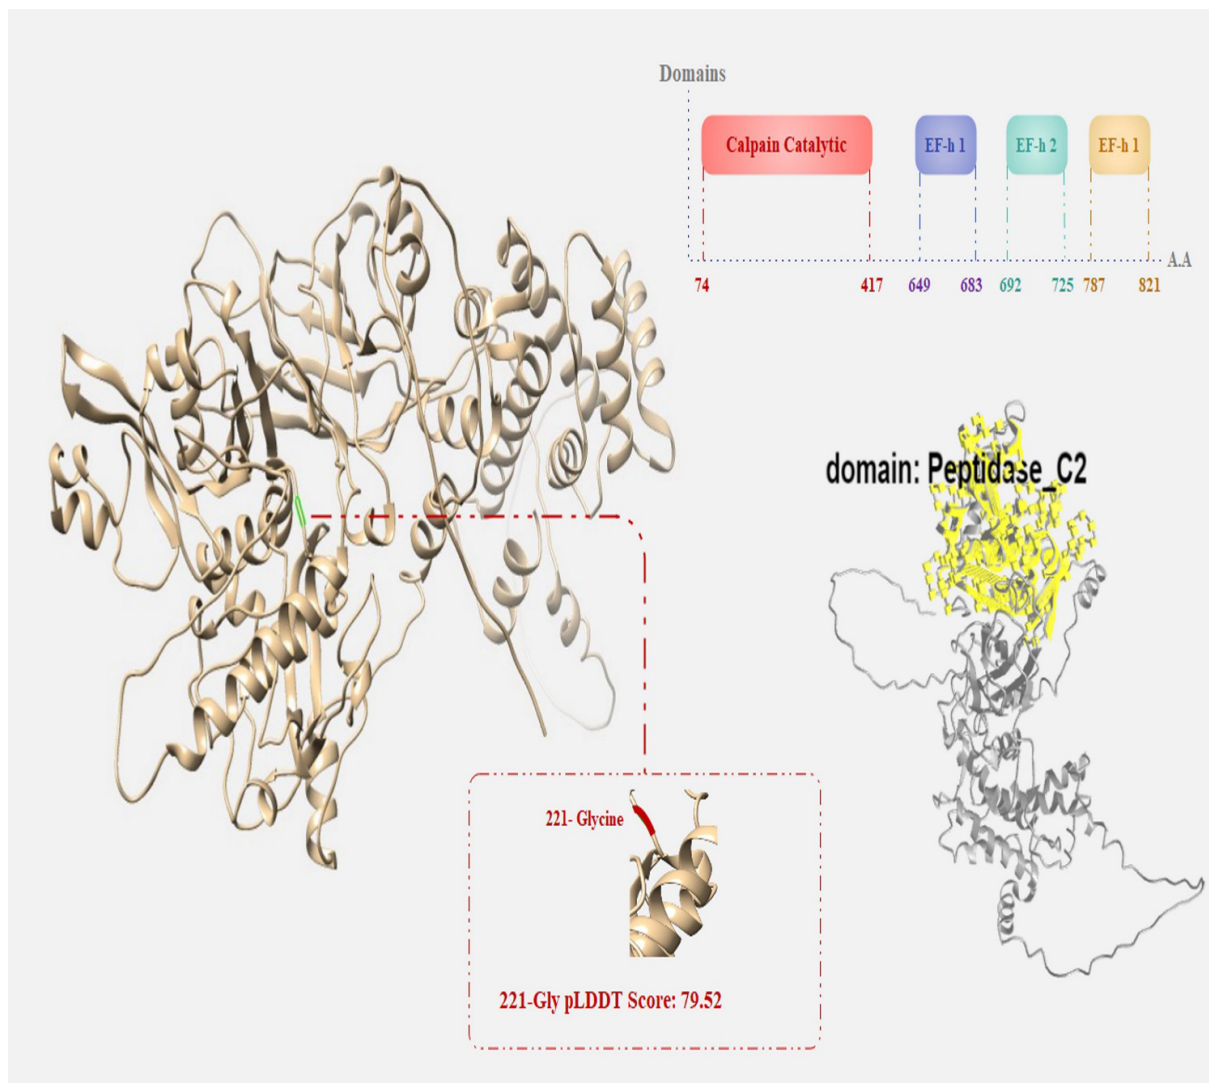 Domains
Calpain Catalytic EF-h 1 EF-h 2 EF-h 1
A.A
74 417 649 683 692 725 787 821
domain: Peptidase_C2
221- Glycine
221-Gly pLDDT Score: 79.52